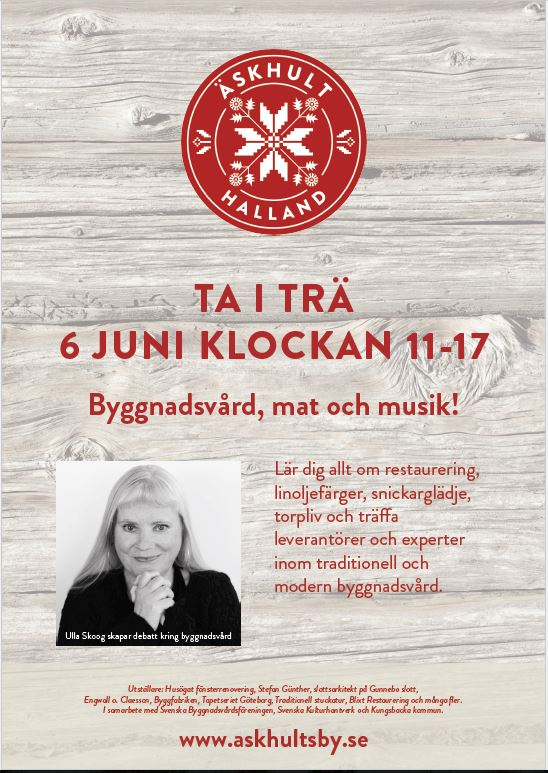 ÄSKHULT
HALLAND
TA I TRÄ
6 JUNI KLOCKAN 11-17
Byggnadsvård, mat och musik!
Lär dig allt om restaurering,
linoljefärger, snickarglädje,
torpliv och träffa
leverantörer och experter
inom traditionell och
modern byggnadsvård.
Ulla Skoog skapar debatt kring byggnadsvård
Utställare: Husögat fönsterrenovering, Stefan Günther, slottsarkitekt på Gunnebo slott,
Engwall o. Claesson, Byggfabriken, Tapetseriet Göteborg, Traditionell stuckatur, Blixt Restaurering och många fler.
I samarbete med Svenska Byggnadsvårdsföreningen, Svenska Kulturhantverk och Kungsbacka kommun.
www.askhultsby.se